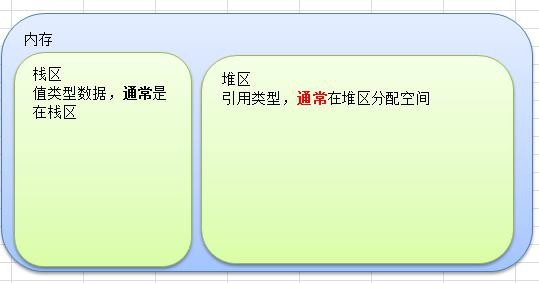 内存
栈区
值类型数据，通常是
在栈区
堆区
引用类型，通常在堆区分配空间